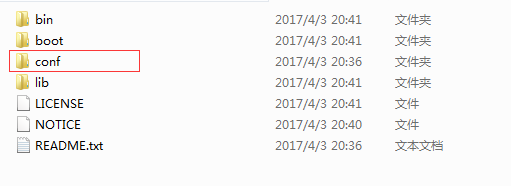 bin 2017/4/3 20:41 文件夹
boot 2017/4/3 20:41 文件夹
conf 2017/4/3 20:36 文件夹
lib 2017/4/3 20:41 文件夹
LICENSE 2017/4/3 20:41 文件
NOTICE 2017/4/3 20:40 文件
README.txt 2017/4/3 20:36 文本文档